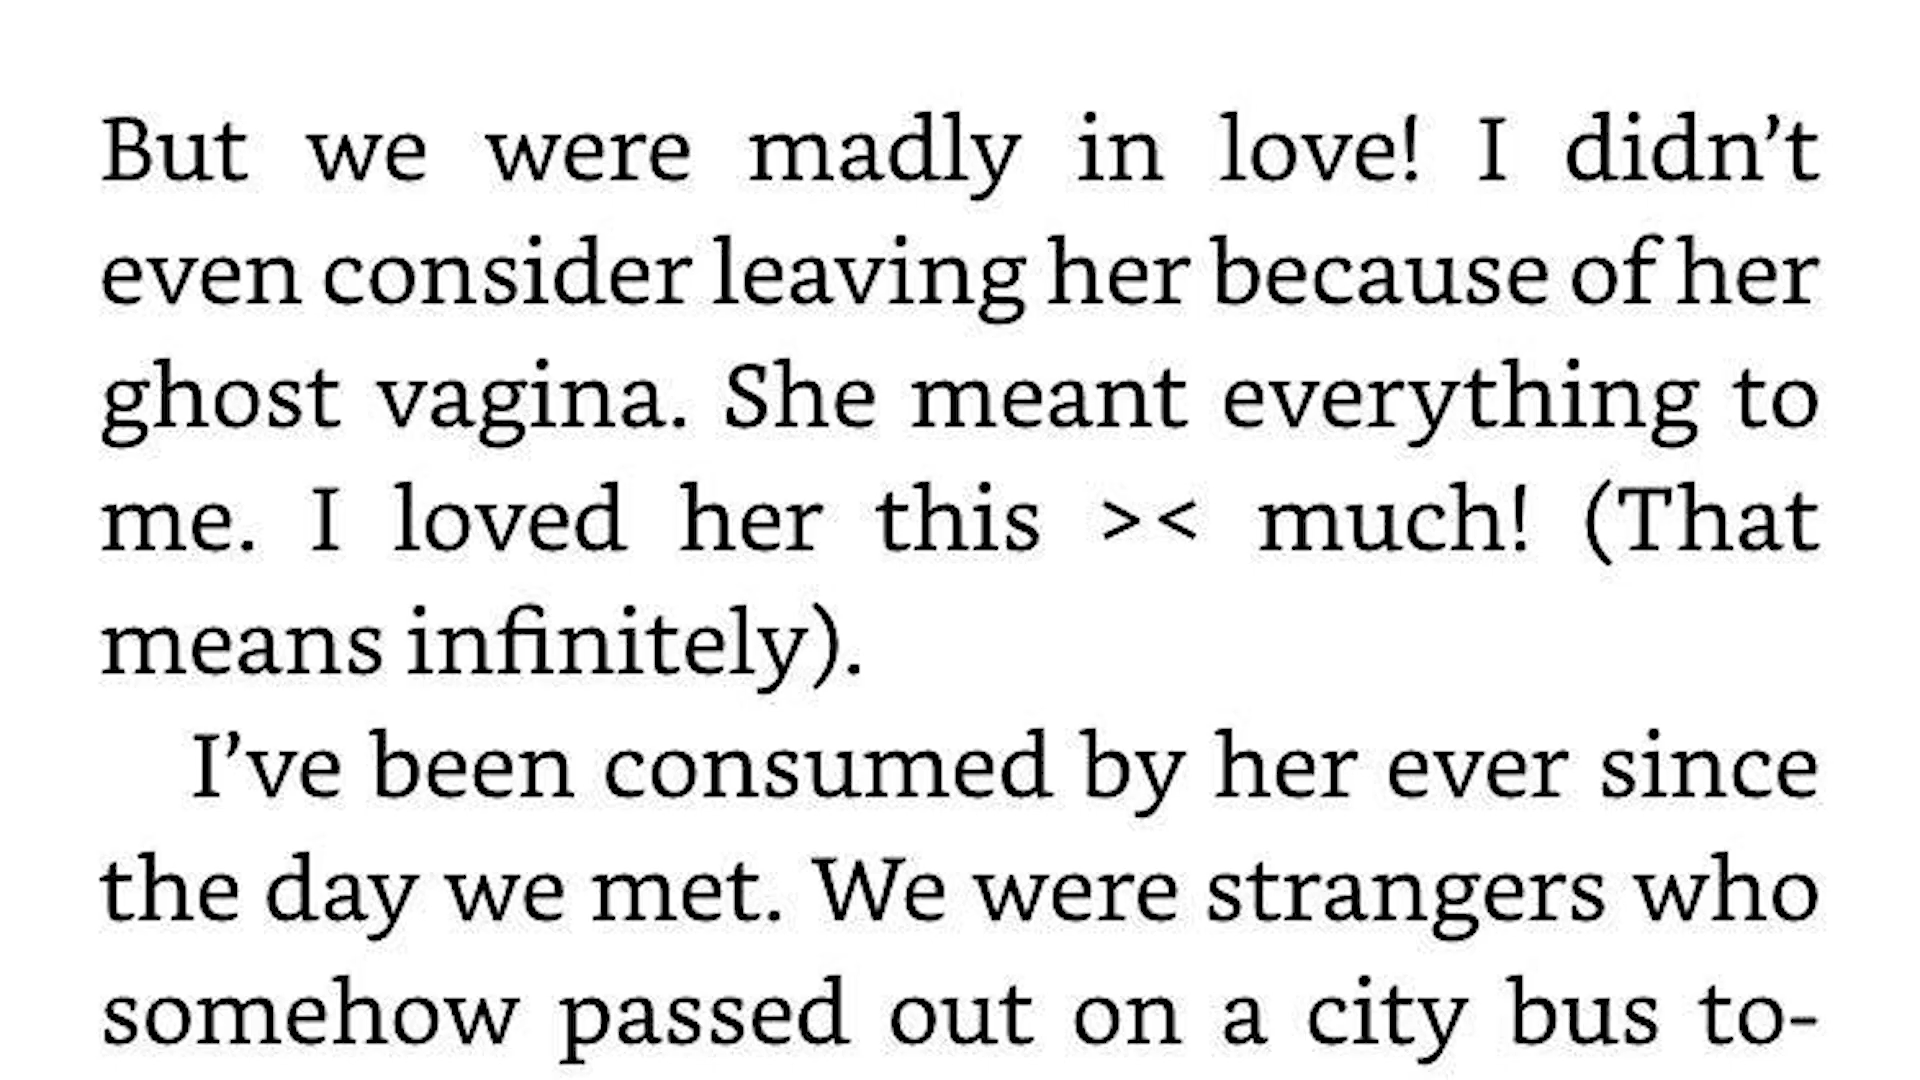 But we were madly in love! I didn’t
even consider leaving her because of her
ghost vagina. She meant everything to
me. I loved her this >< much! (That
means infinitely).
I’ve been consumed by her ever since
the day we met. We were strangers who
somehow passed out on a city bus to-